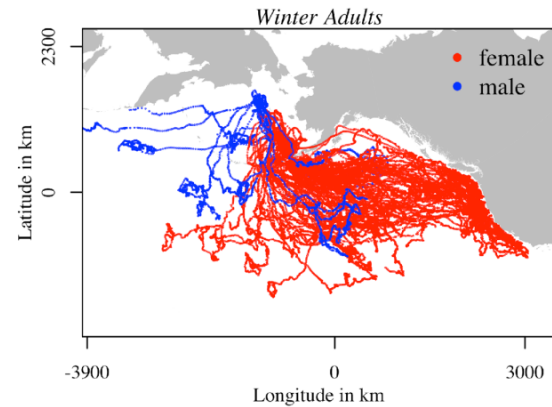 Winter Adults
2300
female
male
0
Latitude in km
-3900
0
3000
Longitude in km